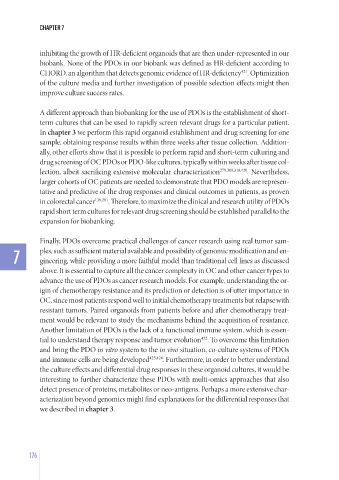 CHAPTER 7
inhibiting the growth of HR-deficient organoids that are then under-represented in our
biobank. None of the PDOs in our biobank was defined as HR-deficient according to
CHORD, an algorithm that detects genomic evidence of HR-deficiency. Optimization
of the culture media and further investigation of possible selection effects might then
improve culture success rates.
A different approach than biobanking for the use of PDOs is the establishment of short-
term cultures that can be used to rapidly screen relevant drugs for a particular patient.
In chapter 3 we perform this rapid organoid establishment and drug screening for one
sample, obtaining response results within three weeks after tissue collection. Addition-
ally, other efforts show that it is possible to perform rapid and short-term culturing and
drug screening of OC PDOs or PDO-like cultures, typically within weeks after tissue col-
lection, albeit sacrificing extensive molecular characterization. Nevertheless,
larger cohorts of OC patients are needed to demonstrate that PDO models are represen-
tative and predictive of the drug responses and clinical outcomes in patients, as proven
in colorectal cancer. Therefore, to maximize the clinical and research utility of PDOs
rapid short term cultures for relevant drug screening should be established parallel to the
expansion for biobanking.
Finally, PDOs overcome practical challenges of cancer research using real tumor sam-
ples, such as sufficient material available and possibility of genomic modification and en-
gineering, while providing a more faithful model than traditional cell lines as discussed
above. It is essential to capture all the cancer complexity in OC and other cancer types to
advance the use of PDOs as cancer research models. For example, understanding the or-
igin of chemotherapy resistance and its prediction or detection is of utter importance in
OC, since most patients respond well to initial chemotherapy treatments but relapse with
resistant tumors. Paired organoids from patients before and after chemotherapy treat-
ment would be relevant to study the mechanisms behind the acquisition of resistance.
Another limitation of PDOs is the lack of a functional immune system, which is essen-
tial to understand therapy response and tumor evolution. To overcome this limitation
and bring the PDO in vitro system to the in vivo situation, co-culture systems of PDOs
and immune cells are being developed. Furthermore, in order to better understand
the culture effects and differential drug responses in these organoid cultures, it would be
interesting to further characterize these PDOs with multi-omics approaches that also
detect presence of proteins, metabolites or neo-antigens. Perhaps a more extensive char-
acterization beyond genomics might find explanations for the differential responses that
we described in chapter 3.
7
176